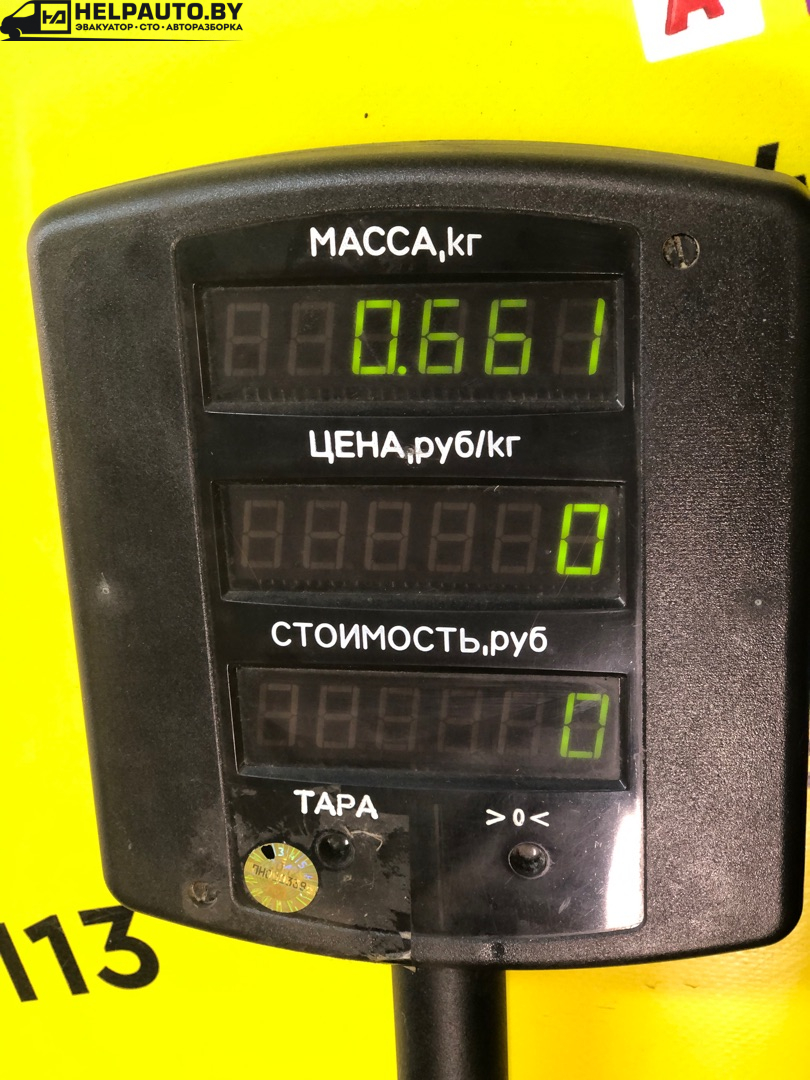 HELPAUTO.BY
ЭВАКУАТОР • СТО • АВТОРАЗБОРКА
А
МАССА,кг
0.661
ЦЕНА,руб/кг
0
СТОИМОСТЬ,руб
0
ТАРА
>0<
113